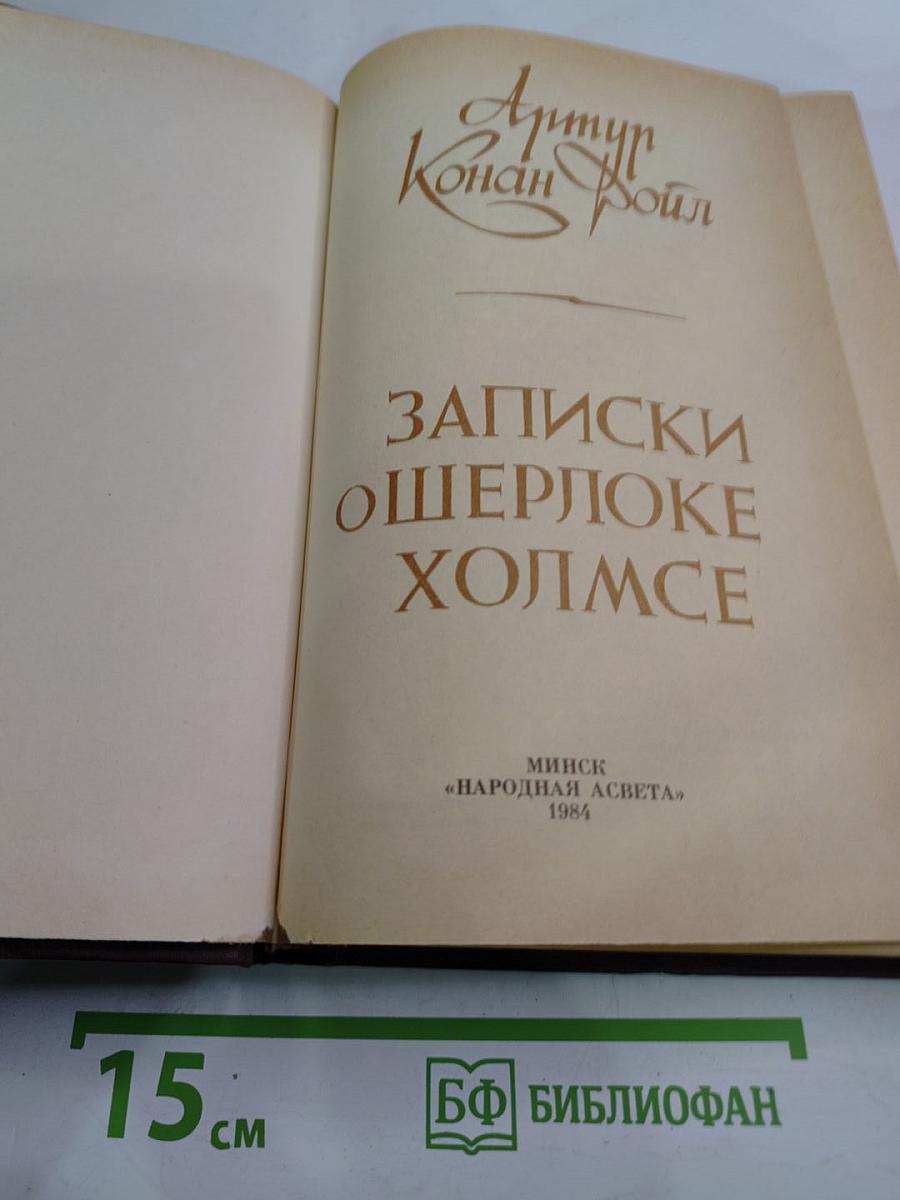 Артур
Конан Дойл
ЗАПИСКИ
О ШЕРЛОКЕ
ХОЛМСЕ
МИНСК
«НАРОДНАЯ АСВЕТА»
1984
15 см
БФ БИБЛИОФАН